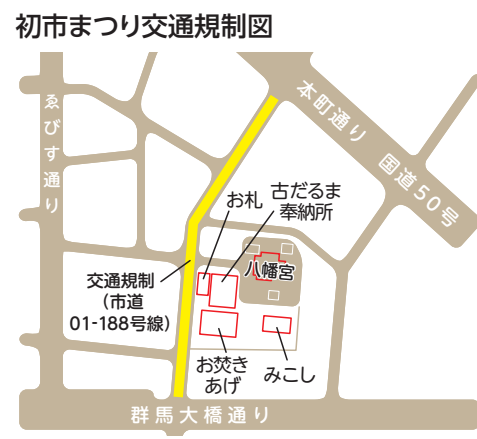 初市まつり交通規制図
ゑびす通り
本町通り 国道50号
お札
古だるま
奉納所
八幡宮
交通規制
(市道
01-188号線)
お焚き
あげ
みこし
群馬大橋通り